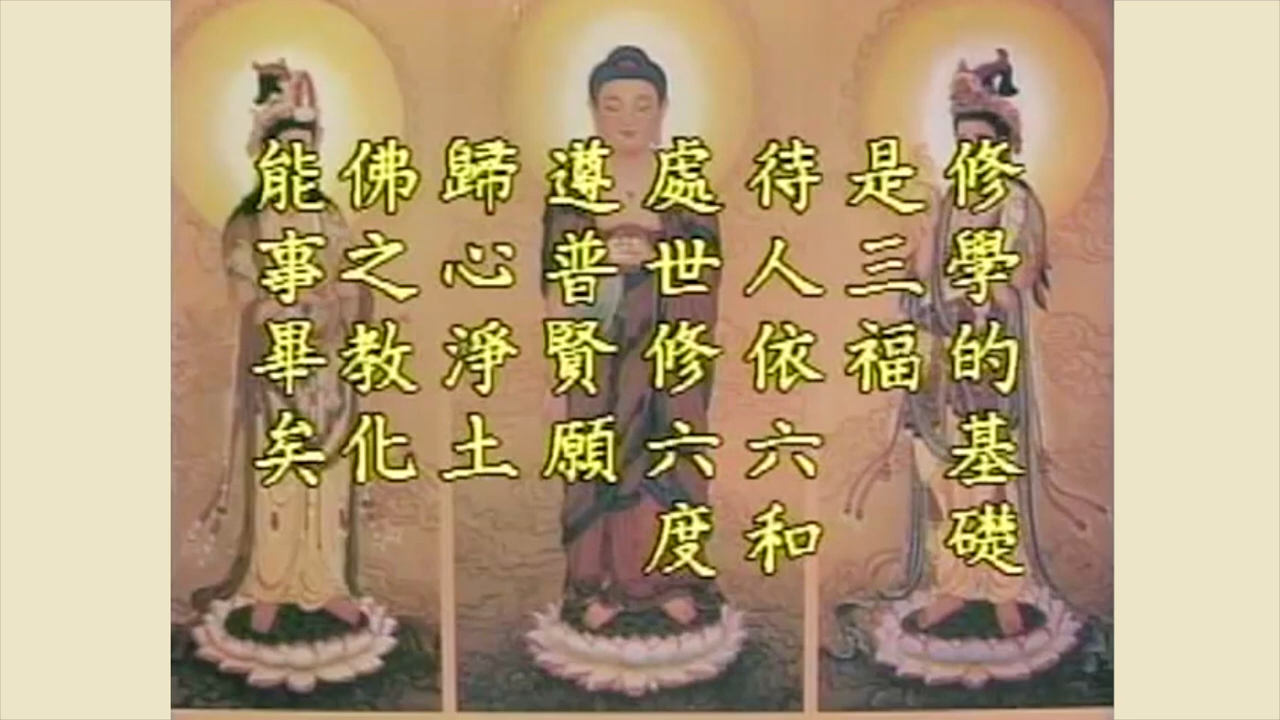 修學的基礎
是三福
待人依六和
處世修六度
遵普賢願
歸心淨土
佛之教化
能事畢矣